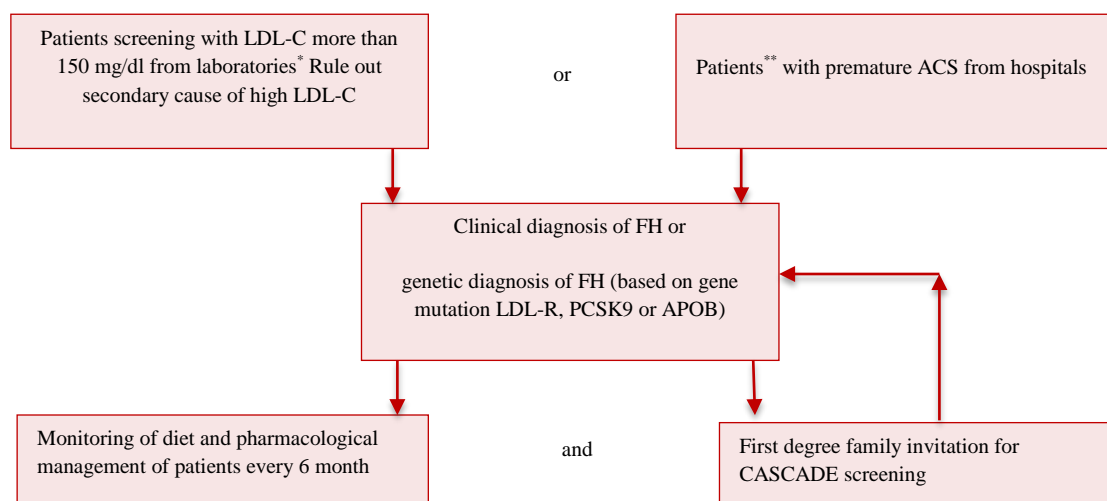 Patients screening with LDL-C more than
150 mg/dl from laboratories* Rule out
secondary cause of high LDL-C
or
Patients** with premature ACS from hospitals
Clinical diagnosis of FH or
genetic diagnosis of FH (based on gene
mutation LDL-R, PCSK9 or APOB)
Monitoring of diet and pharmacological
management of patients every 6 month
and
First degree family invitation for
CASCADE screening